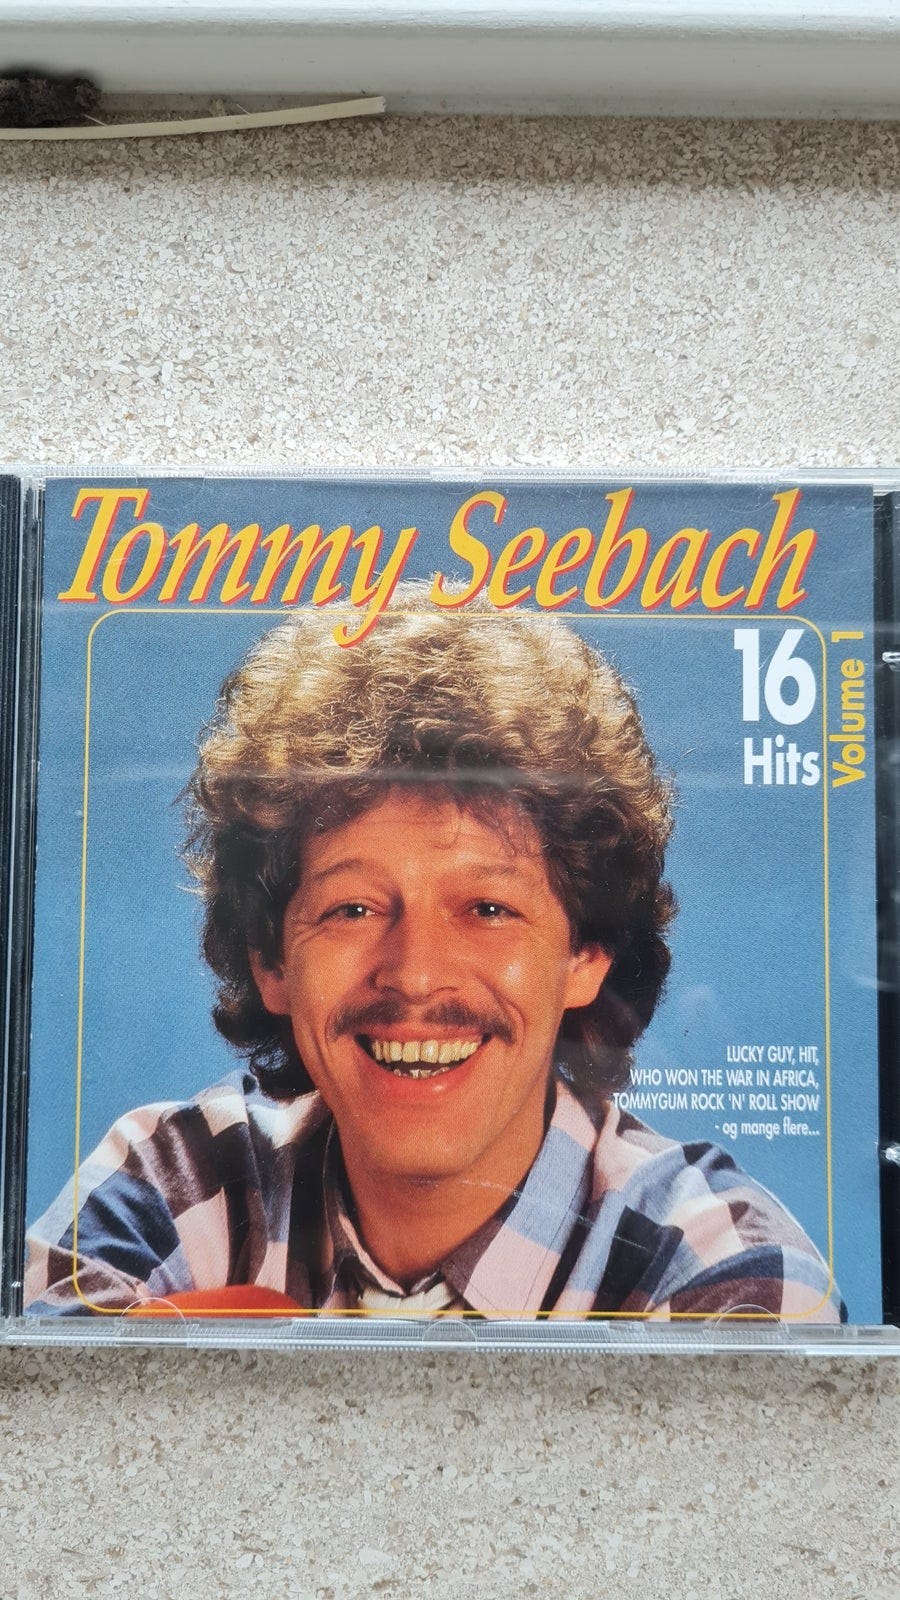 Tommy Seebach
16
Hits
Volume 1
LUCKY GUY, HIT,
WHO WON THE WAR IN AFRICA,
TOMMYGUM ROCK 'N' ROLL SHOW
- og mange flere...